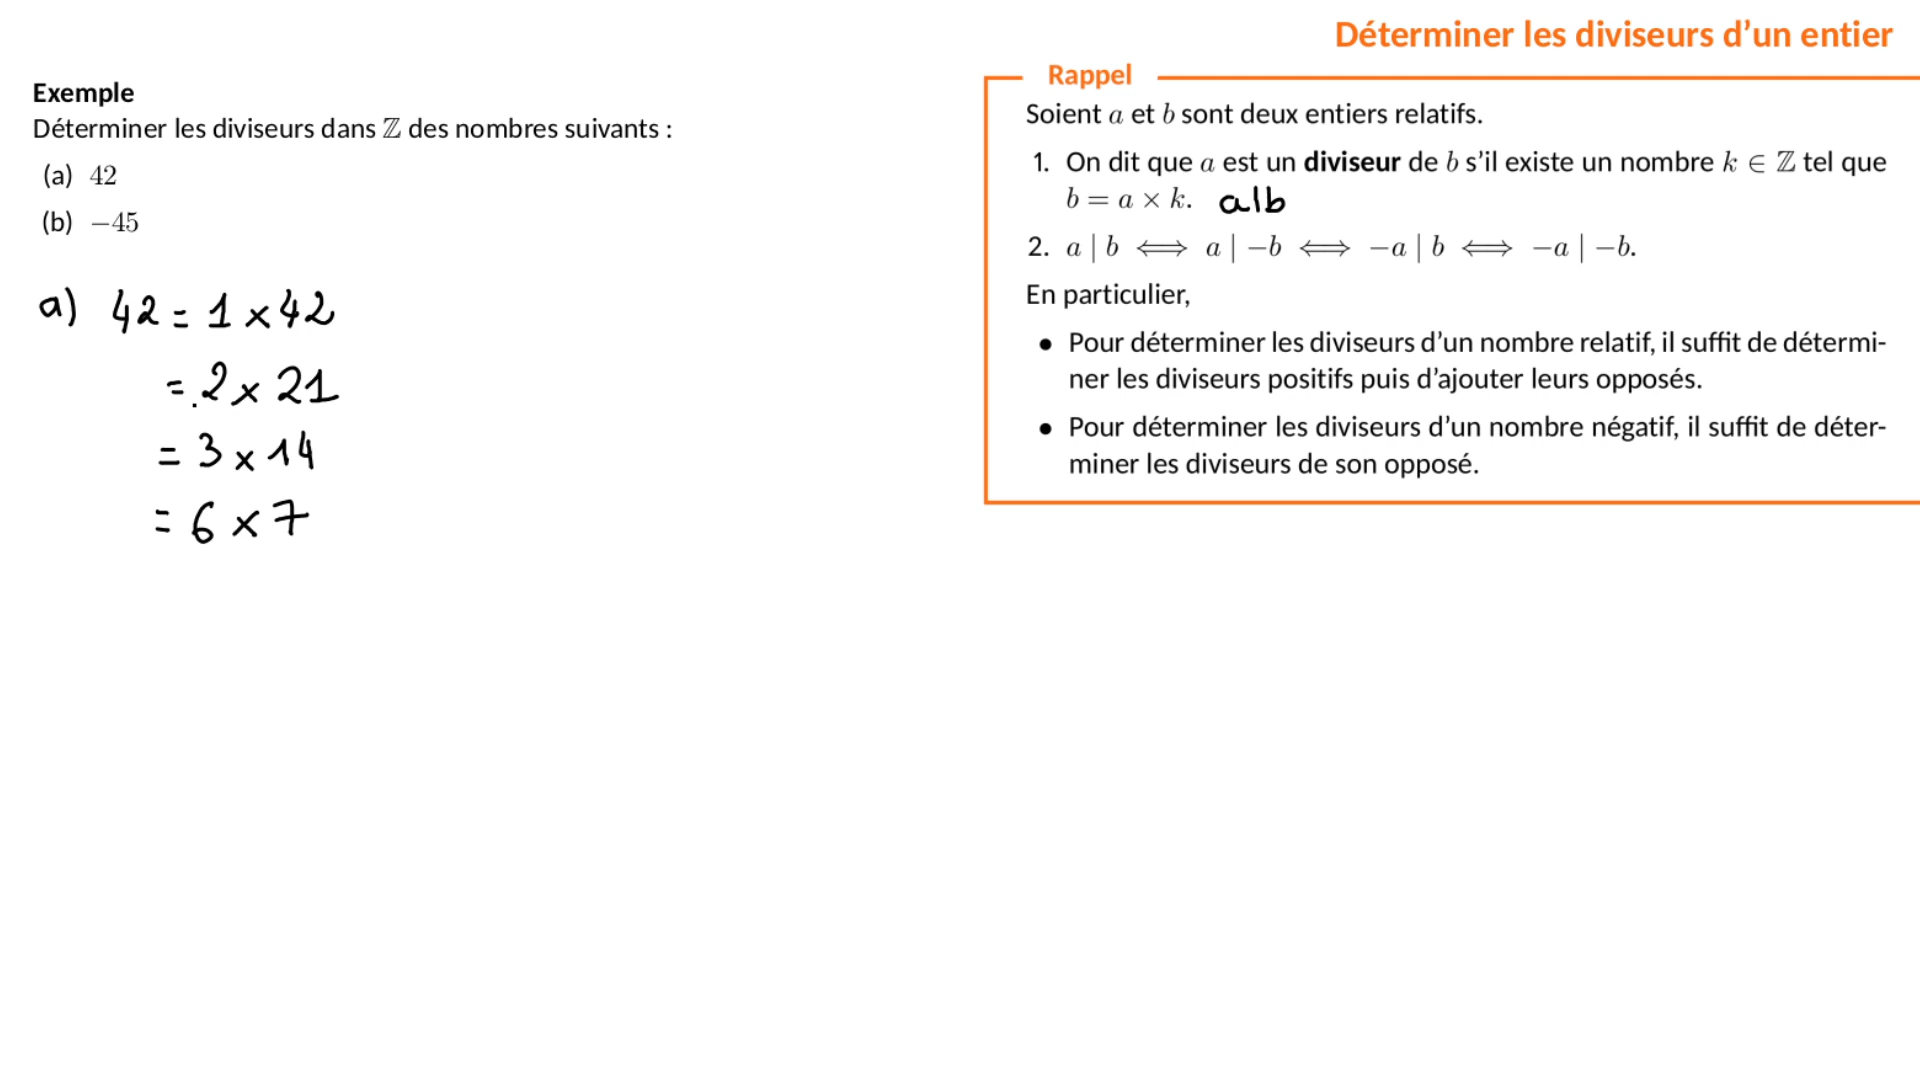 Déterminer les diviseurs d'un entier
Exemple
Déterminer les diviseurs dans ℤ des nombres suivants :
(a) 42
(b) −45
a) 42 = 1 × 42
= 2 × 21
= 3 × 14
= 6 × 7
Rappel
Soient a et b sont deux entiers relatifs.
1. On dit que a est un diviseur de b s'il existe un nombre k ∈ ℤ tel que
b = a × k. a|b
2. a | b ⟺ a | −b ⟺ −a | b ⟺ −a | −b.
En particulier,
• Pour déterminer les diviseurs d'un nombre relatif, il suffit de détermi-
ner les diviseurs positifs puis d'ajouter leurs opposés.
• Pour déterminer les diviseurs d'un nombre négatif, il suffit de déter-
miner les diviseurs de son opposé.